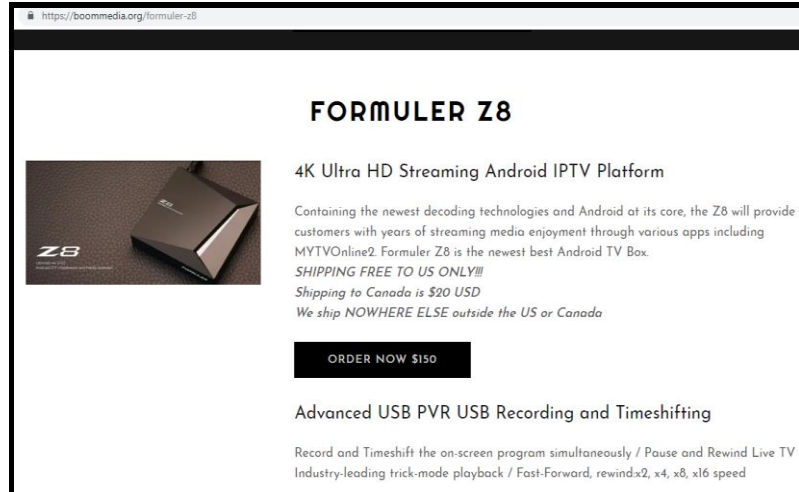 https://boommedia.org/formuler-z8
FORMULER Z8
4K Ultra HD Streaming Android IPTV Platform
Containing the newest decoding technologies and Android at its core, the Z8 will provide
customers with years of streaming media enjoyment through various apps including
MYTVOnline2. Formuler Z8 is the newest best Android TV Box.
SHIPPING FREE TO US ONLY!!!
Shipping to Canada is $20 USD
We ship NOWHERE ELSE outside the US or Canada
Z8
Z8
FORMULER
ORDER NOW $150
Advanced USB PVR USB Recording and Timeshifting
Record and Timeshift the on-screen program simultaneously / Pause and Rewind Live TV
Industry-leading trick-mode playback / Fast-Forward, rewind:x2, x4, x8, x16 speed